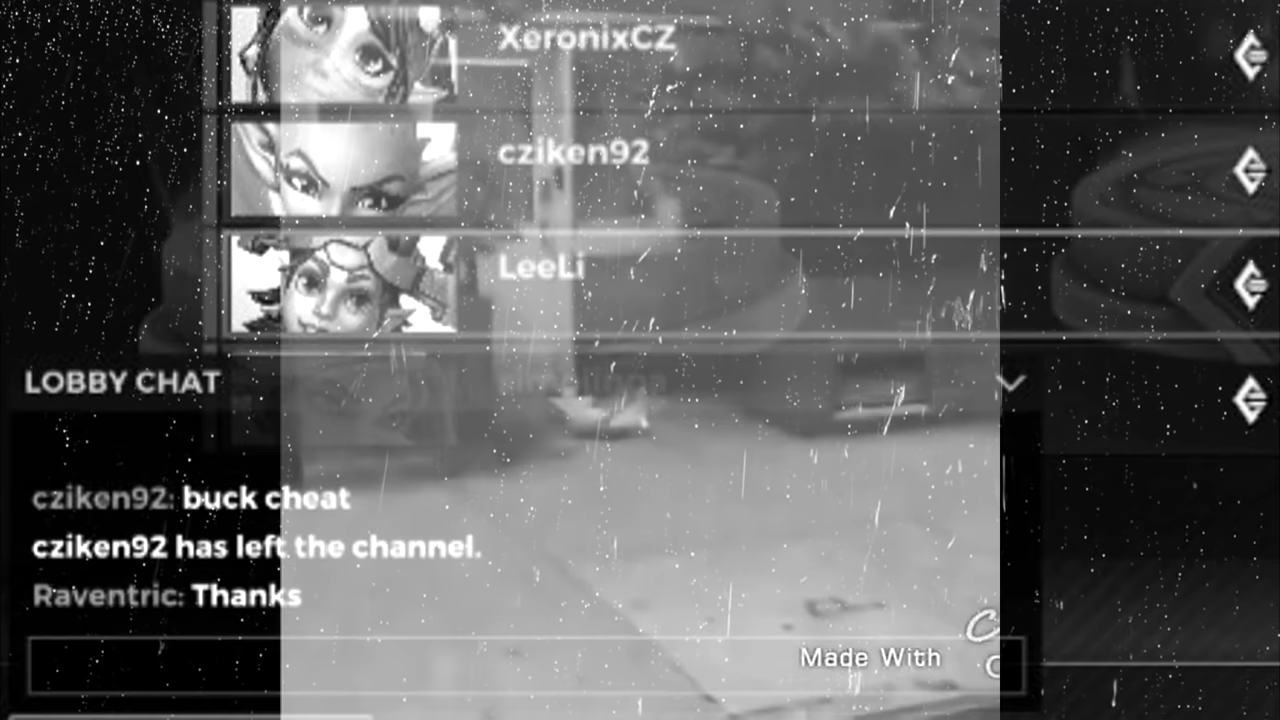 XeronixCZ
cziken92
LeeLi
LOBBY CHAT
cziken92: buck cheat
cziken92 has left the channel.
Raventric: Thanks
Made With